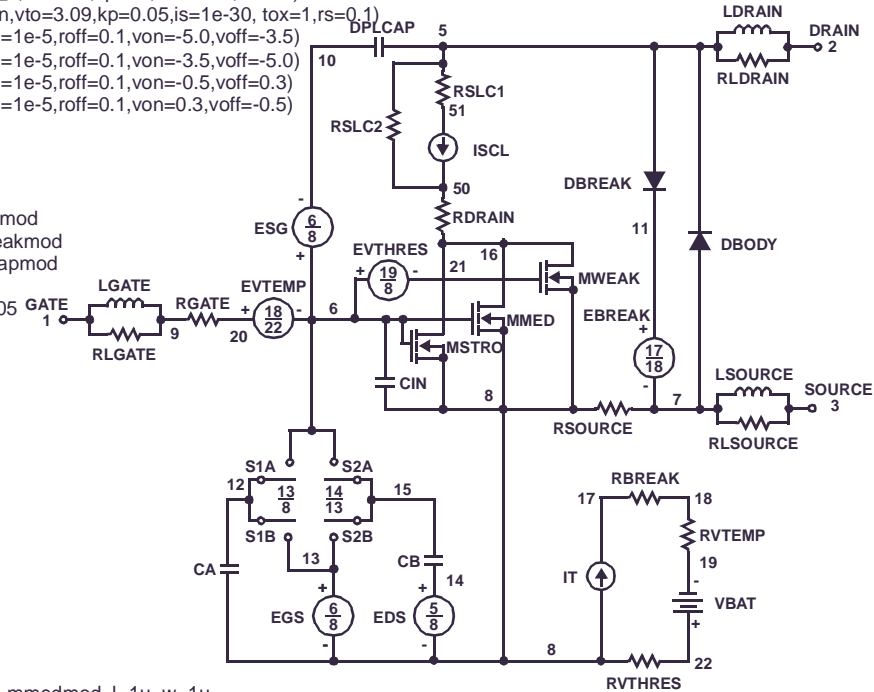 n,vto=3.09,kp=0.05,is=1e-30, tox=1,rs=0.1)
=1e-5,roff=0.1,von=-5.0,voff=-3.5)
=1e-5,roff=0.1,von=-3.5,voff=-5.0)
=1e-5,roff=0.1,von=-0.5,voff=0.3)
=1e-5,roff=0.1,von=0.3,voff=-0.5)
DPLCAP
5
10
LDRAIN
DRAIN
2
RLDRAIN
RSLC1
51
RSLC2
ISCL
50
RDRAIN
DBREAK
11
DBODY
mod
eakmod
apmod
05
ESG
6
8
-
+
EVTHRES
+
19
8
-
21
16
MWEAK
GATE
1
LGATE
RLGATE
9
RGATE
20
EVTEMP
+
18
22
-
6
MMED
MSTRO
CIN
EBREAK
+
17
18
-
8
RSOURCE
7
LSOURCE
SOURCE
3
RLSOURCE
S1A
S2A
12
13
8
14
13
15
S1B
S2B
13
CA
CB
14
+
EGS
6
8
-
+
EDS
5
8
-
RBREAK
17
18
RVTEMP
19
IT
-
VBAT
+
8
22
RVTHRES